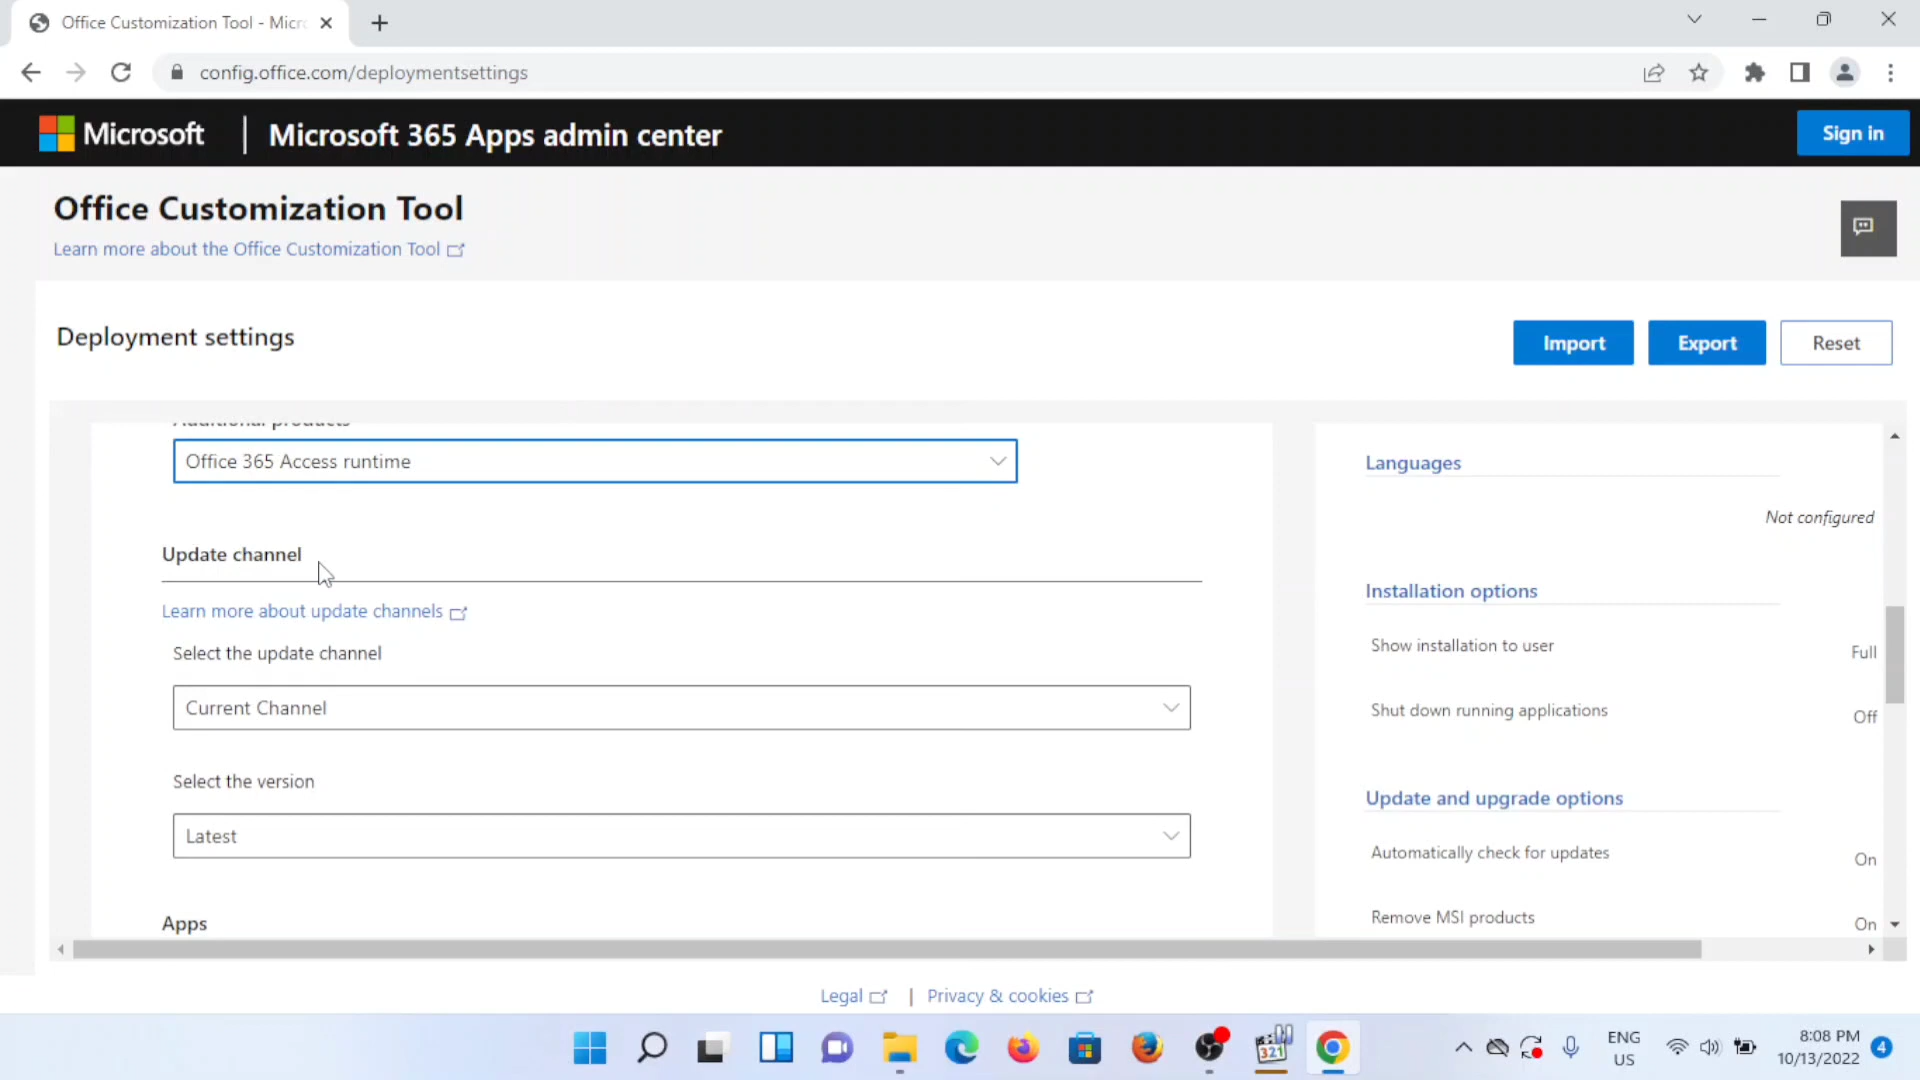 Office Customization Tool - Micr
config.office.com/deploymentsettings
Microsoft
Microsoft 365 Apps admin center
Sign in
Office Customization Tool
Learn more about the Office Customization Tool
Deployment settings
Import
Export
Reset
Additional products
Office 365 Access runtime
Update channel
Learn more about update channels
Select the update channel
Current Channel
Select the version
Latest
Apps
Languages
Not configured
Installation options
Show installation to user
Full
Shut down running applications
Off
Update and upgrade options
Automatically check for updates
On
Remove MSI products
On
Legal | Privacy & cookies
321
ENG
US
8:08 PM
10/13/2022
4